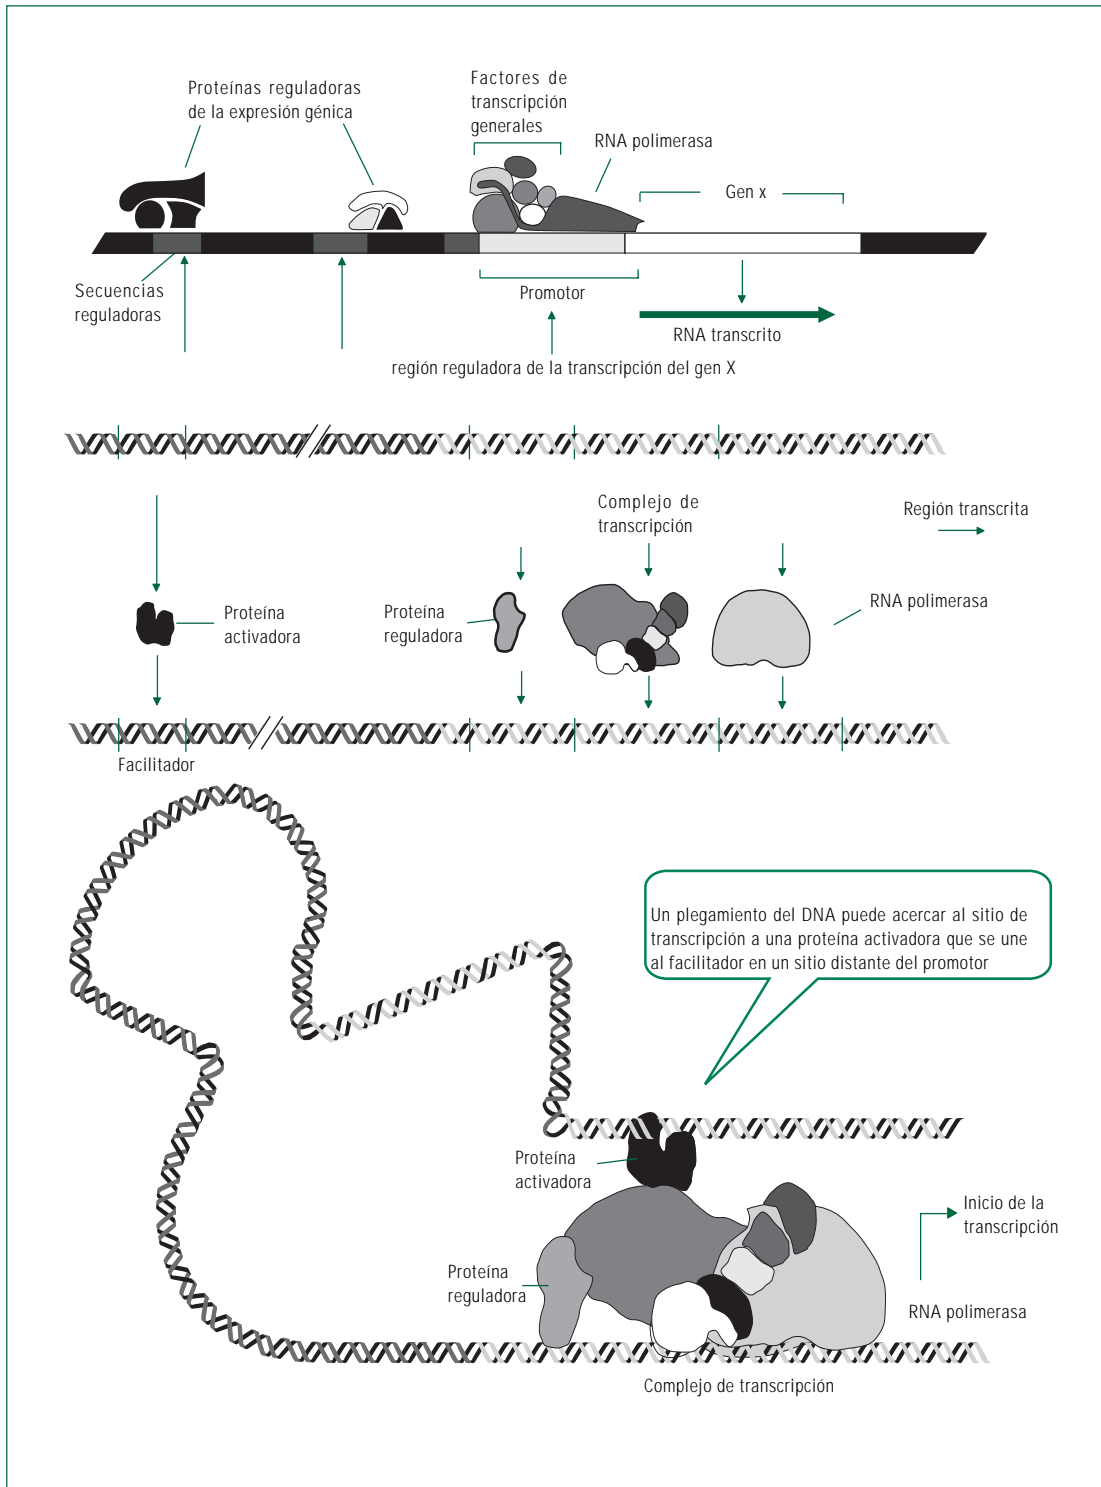 Proteínas reguladoras
de la expresión génica
Factores de
transcripción
generales
RNA polimerasa
Gen x
Secuencias
reguladoras
Promotor
RNA transcrito
región reguladora de la transcripción del gen X
Complejo de
transcripción
Región transcrita
Proteína
activadora
Proteína
reguladora
RNA polimerasa
Facilitador
Un plegamiento del DNA puede acercar al sitio de
transcripción a una proteína activadora que se une
al facilitador en un sitio distante del promotor
Proteína
activadora
Inicio de la
transcripción
Proteína
reguladora
RNA polimerasa
Complejo de transcripción